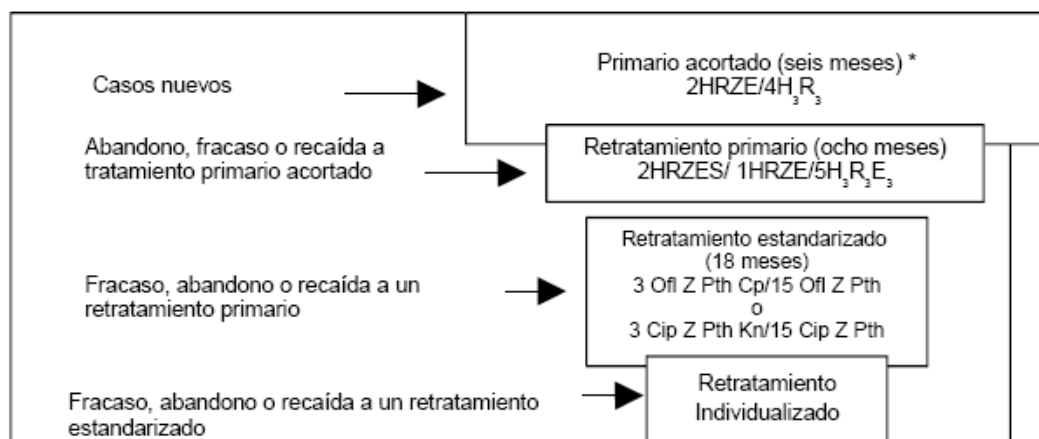 Casos nuevos
Primario acortado (seis meses) *
2HRZE/4H₃R₃
Abandono, fracaso o recaída a
tratamiento primario acortado
Retratamiento primario (ocho meses)
2HRZES/ 1HRZE/5H₃R₃E₃
Fracaso, abandono o recaída a un
retratamiento primario
Retratamiento estandarizado
(18 meses)
3 Ofl Z Pth Cp/15 Ofl Z Pth
o
3 Cip Z Pth Kn/15 Cip Z Pth
Fracaso, abandono o recaída a un retratamiento
estandarizado
Retratamiento
Individualizado